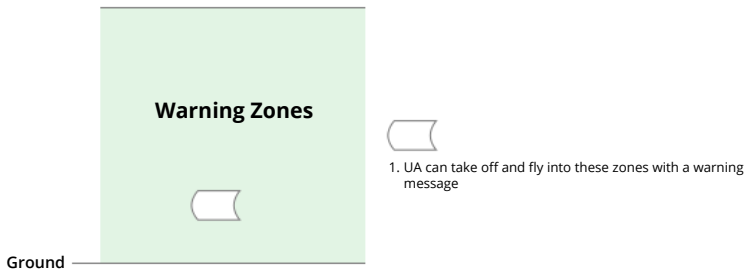 Warning Zones
1. UA can take off and fly into these zones with a warning
message
Ground